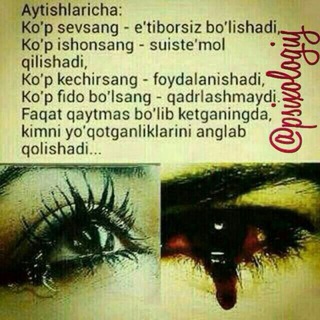 Aytishlaricha:
Ko'p sevsang - e'tiborsiz bo'lishadi,
Ko'p ishonsang - suiste'mol
qilishadi,
Ko'p kechirsang - foydalanishadi,
Ko'p fido bo'lsang - qadrlashmaydi.
Faqat qaytmas bo'lib ketganingda,
kimni yo'qotganliklarini anglab
qolishadi...
@psixologiy